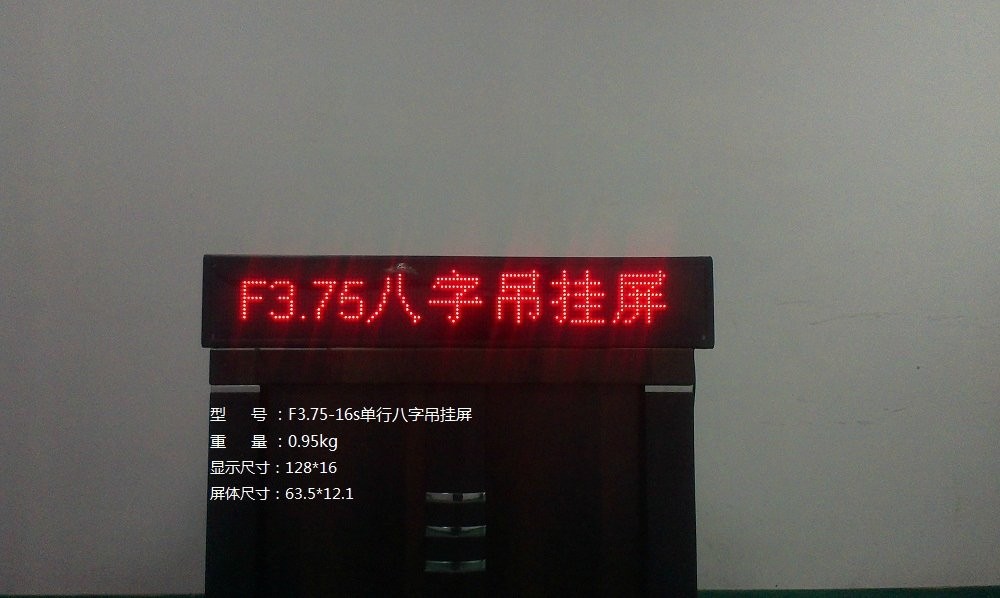 F3.75八字吊挂屏
型 号 ：F3.75-16s单行八字吊挂屏
重 量 ：0.95kg
显示尺寸：128*16
屏体尺寸：63.5*12.1